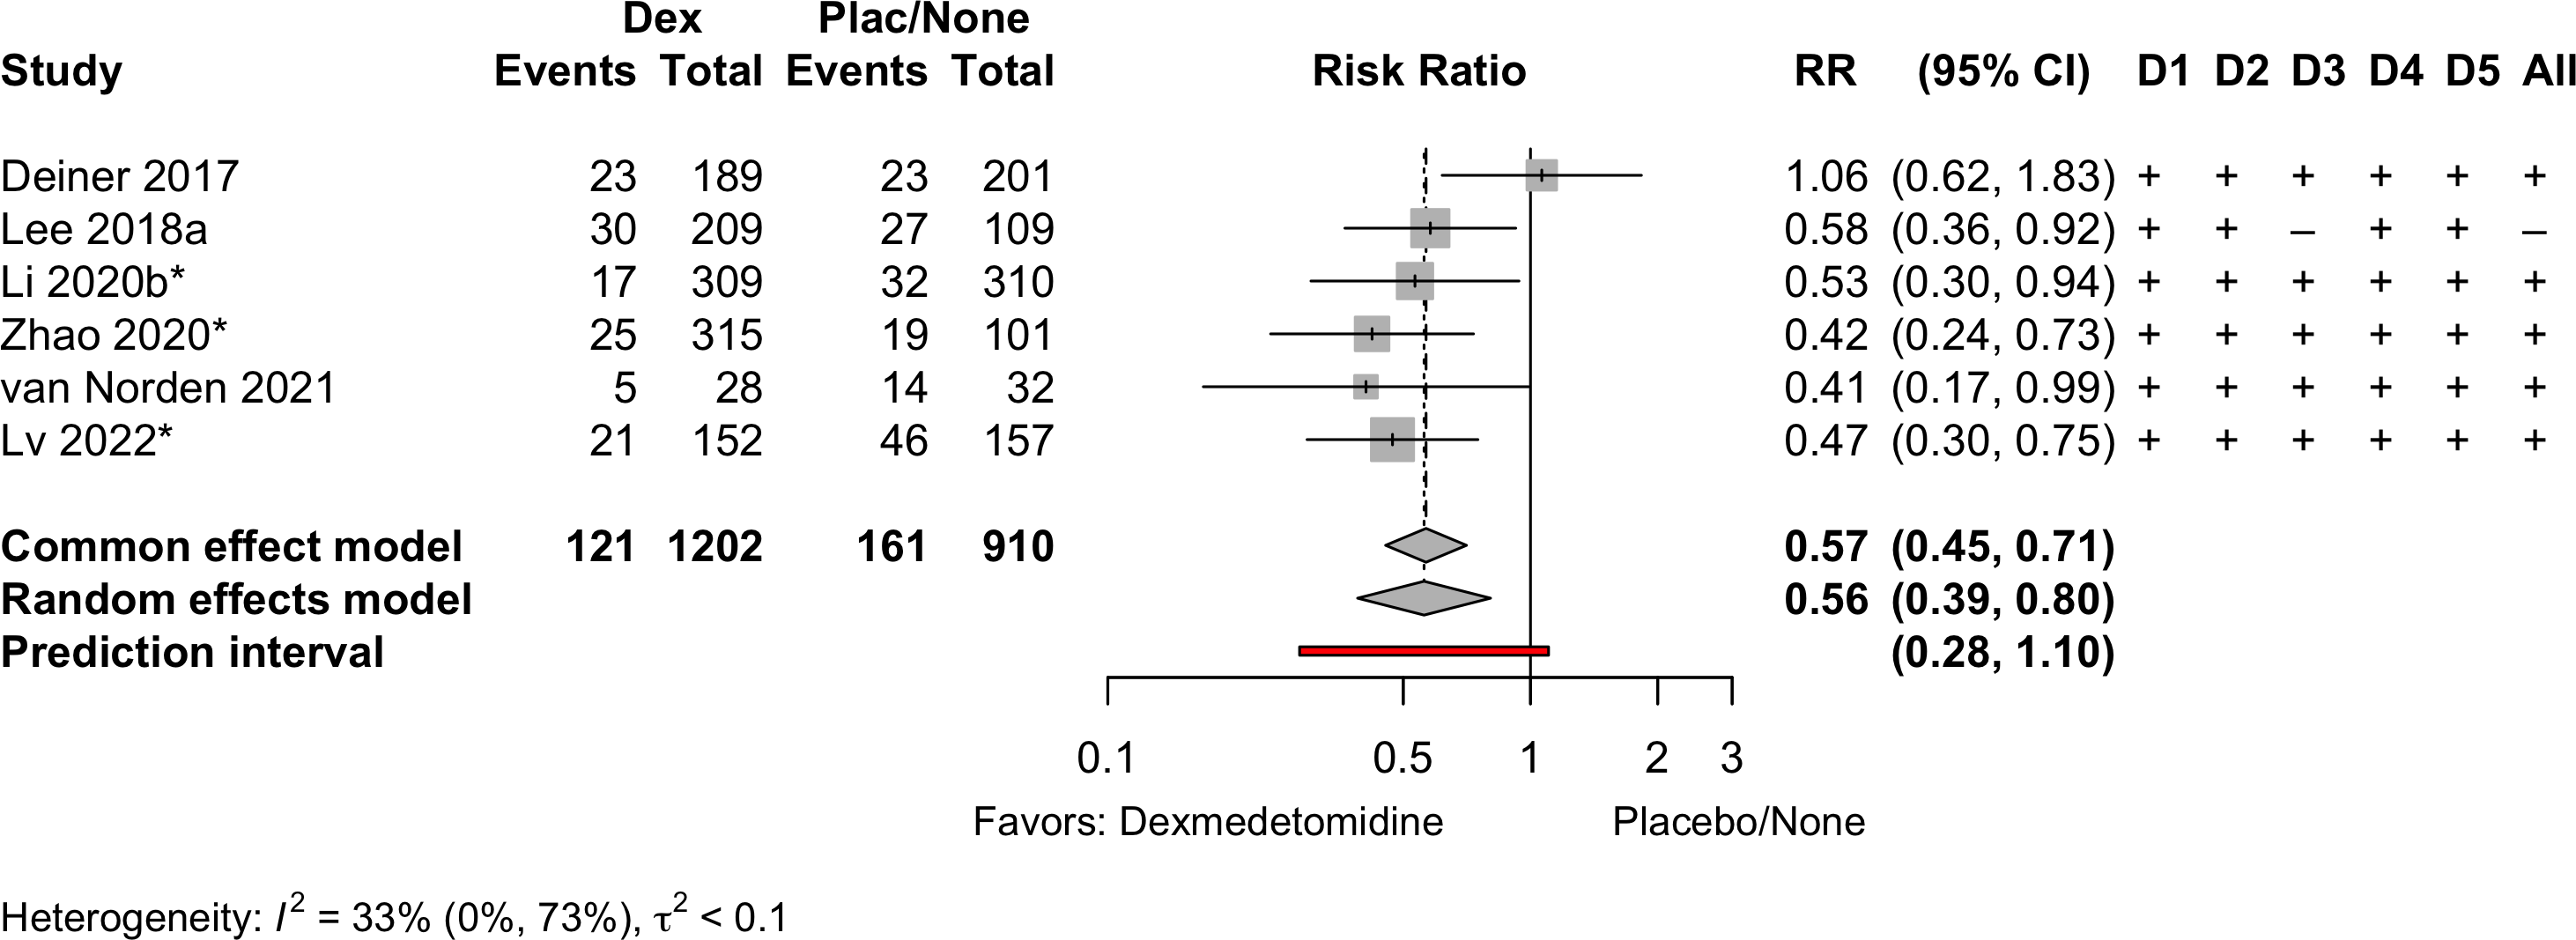 Dex Plac/None
Study Events Total Events Total Risk Ratio RR (95% CI) D1 D2 D3 D4 D5 All
Deiner 2017 23 189 23 201 1.06 (0.62, 1.83) + + + + + +
Lee 2018a 30 209 27 109 0.58 (0.36, 0.92) + + – + + –
Li 2020b* 17 309 32 310 0.53 (0.30, 0.94) + + + + + +
Zhao 2020* 25 315 19 101 0.42 (0.24, 0.73) + + + + + +
van Norden 2021 5 28 14 32 0.41 (0.17, 0.99) + + + + + +
Lv 2022* 21 152 46 157 0.47 (0.30, 0.75) + + + + + +
Common effect model 121 1202 161 910 0.57 (0.45, 0.71)
Random effects model 0.56 (0.39, 0.80)
Prediction interval (0.28, 1.10)
0.1 0.5 1 2 3
Favors: Dexmedetomidine Placebo/None
Heterogeneity: I² = 33% (0%, 73%), τ² < 0.1